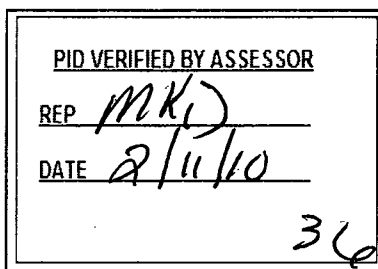 PID VERIFIED BY ASSESSOR
REP MKD
DATE 2/11/10
36